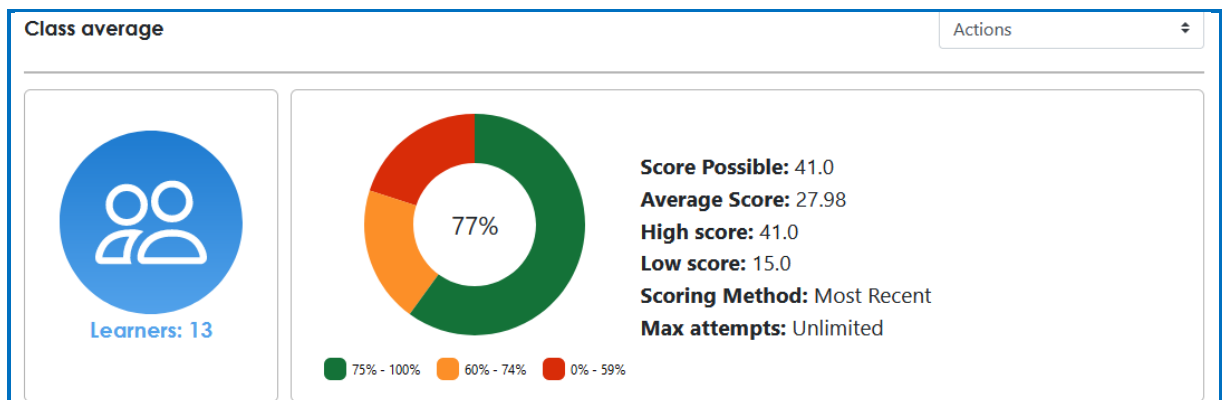 Class average
Actions
77%
Score Possible: 41.0
Average Score: 27.98
High score: 41.0
Low score: 15.0
Scoring Method: Most Recent
Max attempts: Unlimited
Learners: 13
75% - 100% 60% - 74% 0% - 59%